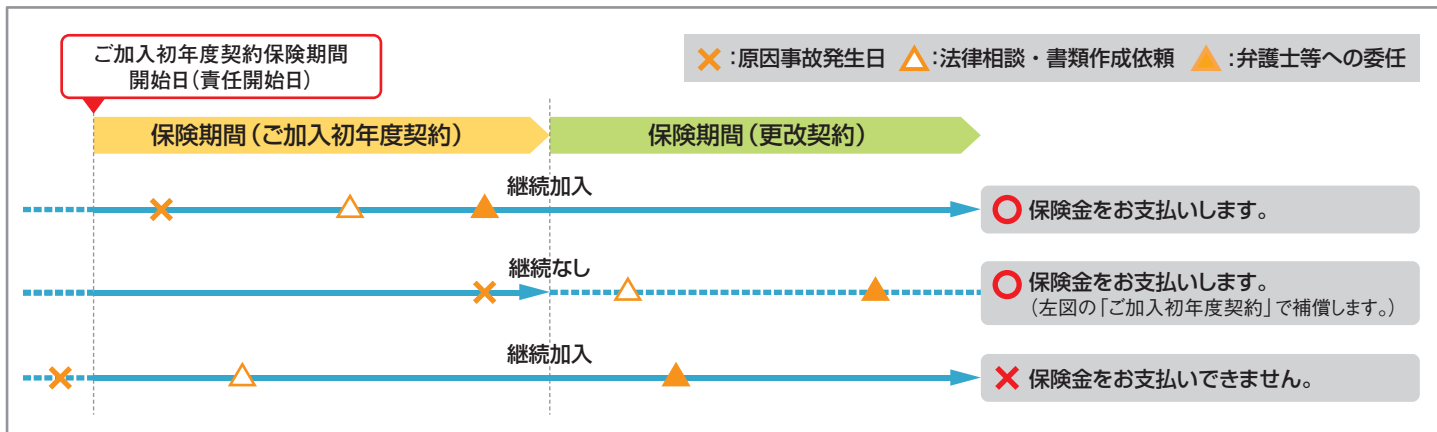 ご加入初年度契約保険期間
開始日(責任開始日)
:原因事故発生日 :法律相談・書類作成依頼 :弁護士等への委任
保険期間(ご加入初年度契約) 保険期間(更改契約)
継続加入
保険金をお支払いします。
継続なし
保険金をお支払いします。
(左図の「ご加入初年度契約」で補償します。)
継続加入
保険金をお支払いできません。